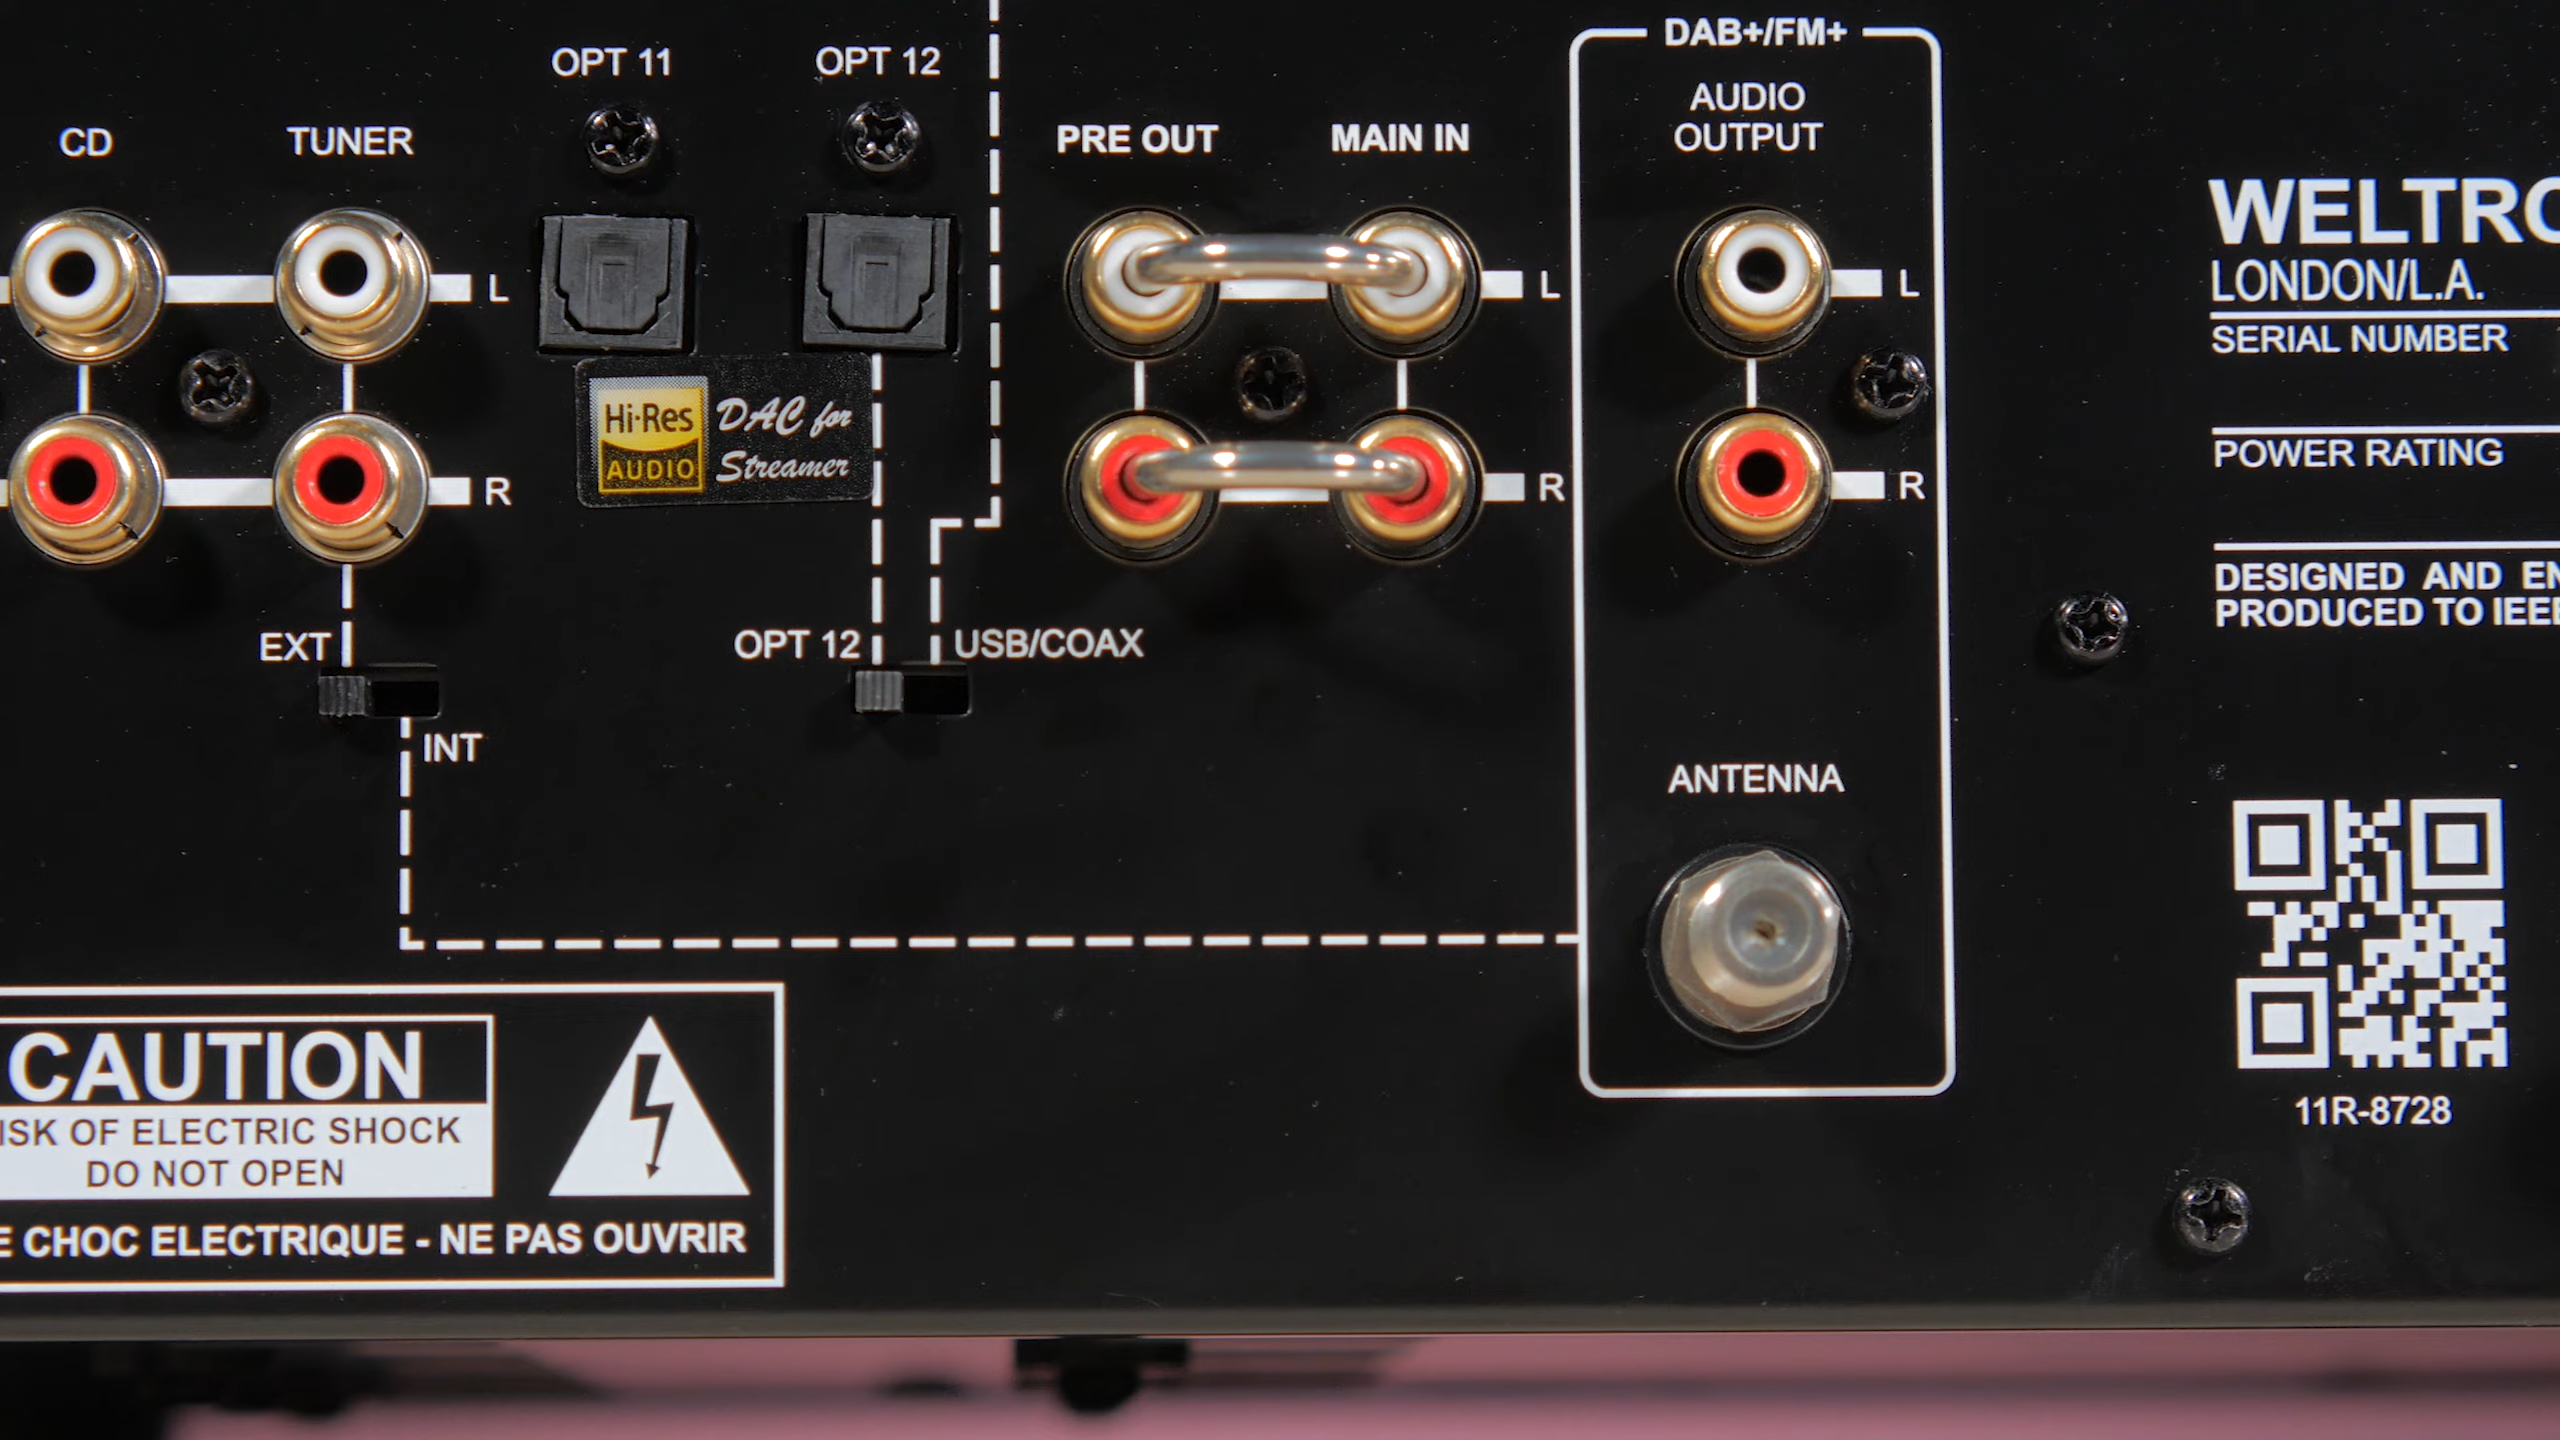 OPT 11
OPT 12
CD
TUNER
L
R
Hi-Res
AUDIO
DAC for
Streamer
EXT
INT
OPT 12
USB/COAX
PRE OUT
MAIN IN
L
R
DAB+/FM+
AUDIO
OUTPUT
L
R
ANTENNA
WELTRO
LONDON/L.A.
SERIAL NUMBER
POWER RATING
DESIGNED AND EN
PRODUCED TO IEEE
11R-8728
CAUTION
ISK OF ELECTRIC SHOCK
DO NOT OPEN
E CHOC ELECTRIQUE - NE PAS OUVRIR